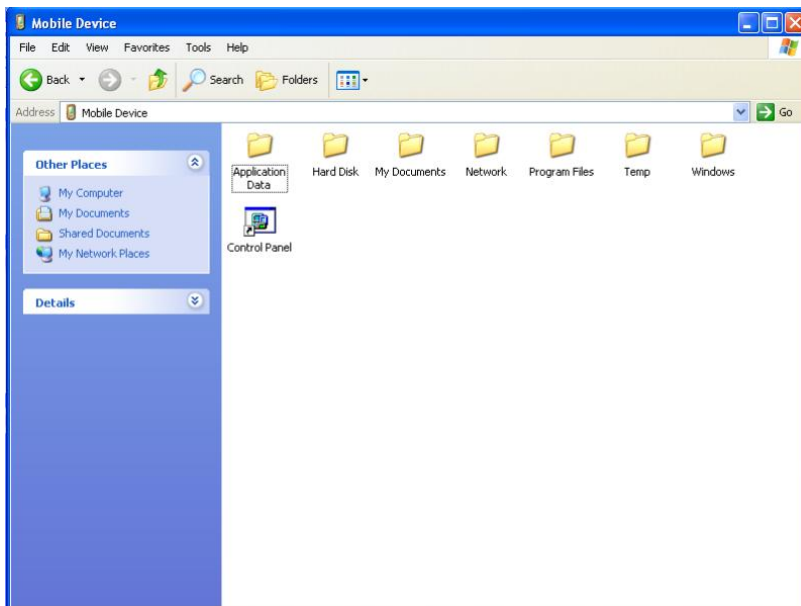 Mobile Device
File Edit View Favorites Tools Help
Back Search Folders
Address Mobile Device Go
Other Places
My Computer
My Documents
Shared Documents
My Network Places
Details
Application Data Hard Disk My Documents Network Program Files Temp Windows
Control Panel